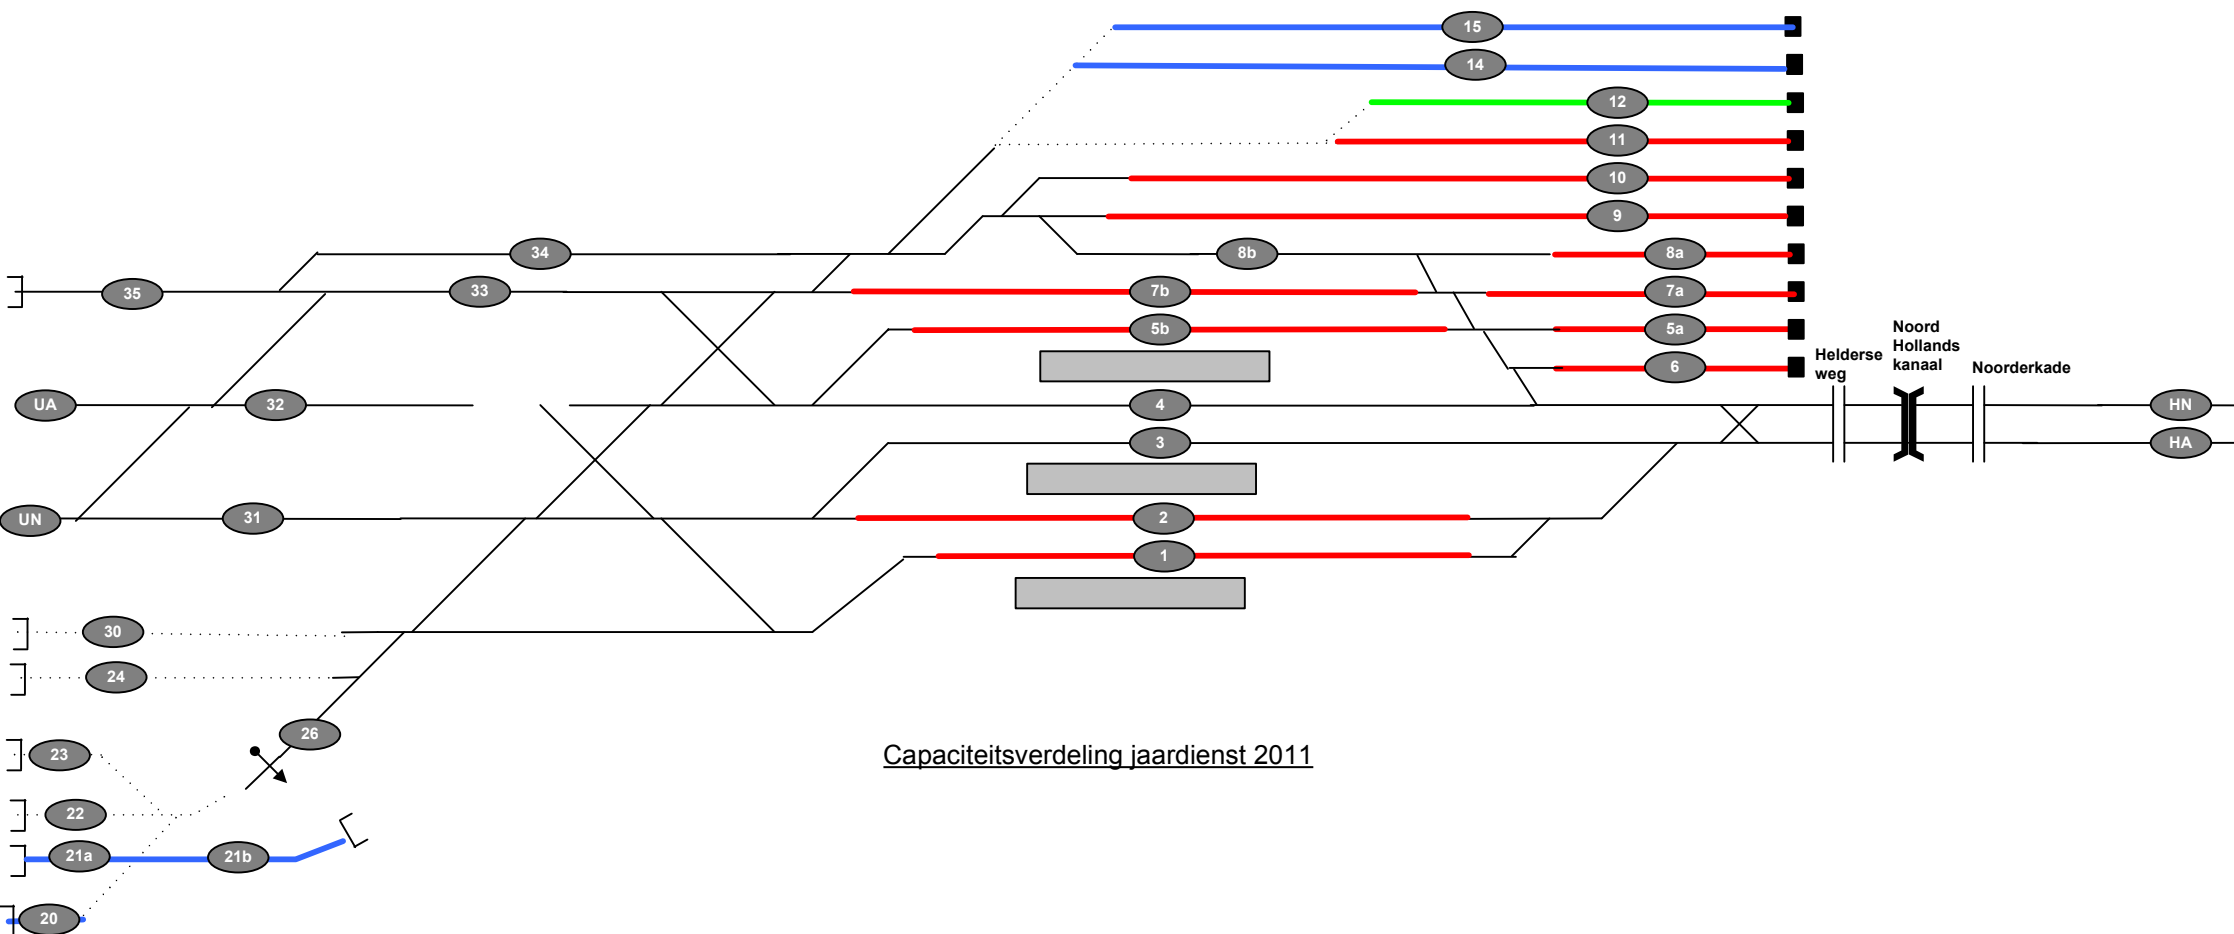 15
14
12
11
10
9
34
8b
8a
35
33
7b
7a
5b
5a
Noord
Hollands
kanaal
Helderse
weg
Noorderkade
6
UA
32
4
HN
3
HA
UN
31
2
1
30
24
26
23
Capaciteitsverdeling jaardienst 2011
22
21a
21b
20